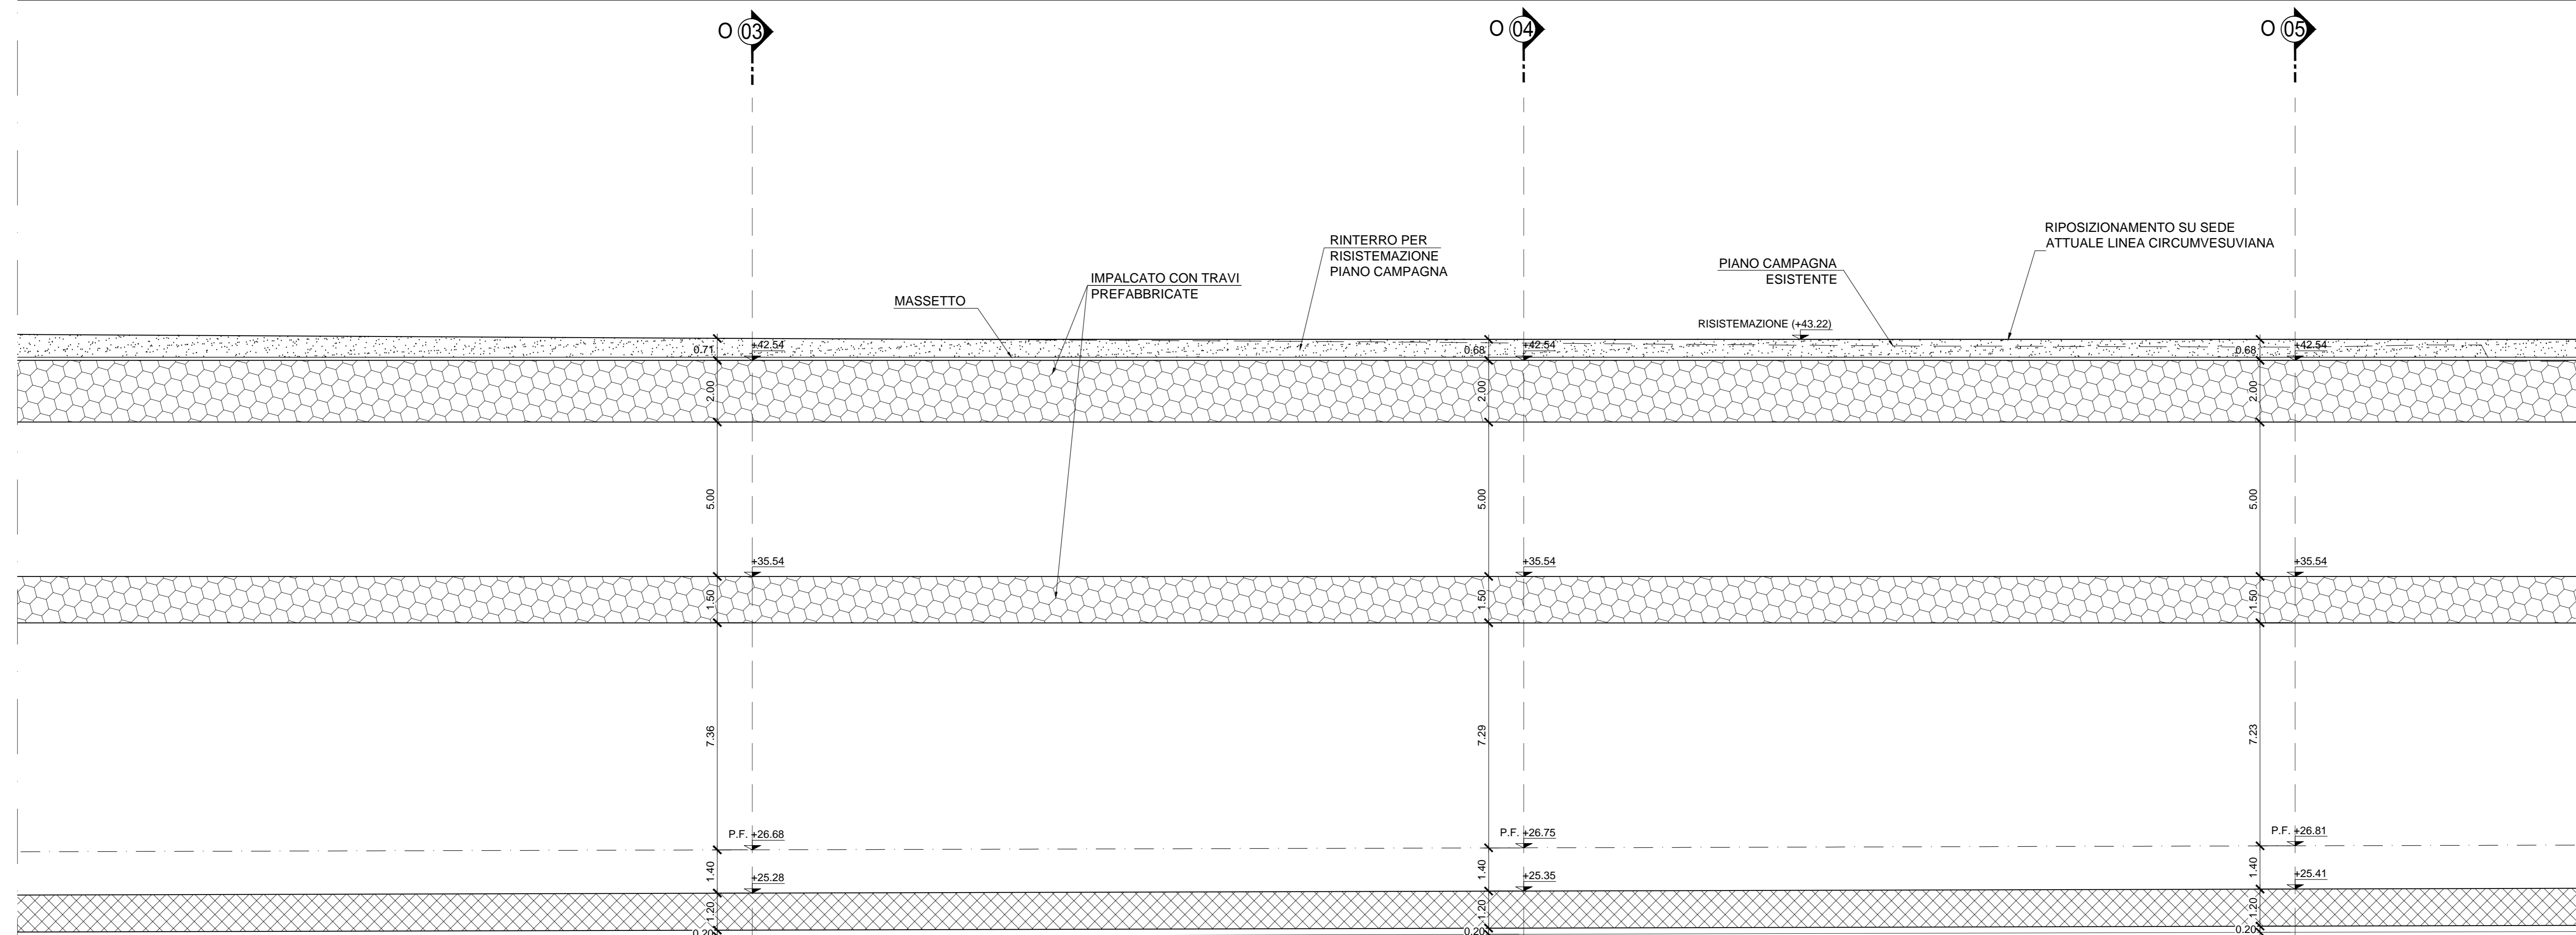 O 03
O 04
O 05
RIPOSIZIONAMENTO SU SEDE
ATTUALE LINEA CIRCUMVESUVIANA
RINTERRO PER
RISISTEMAZIONE
PIANO CAMPAGNA
PIANO CAMPAGNA
ESISTENTE
IMPALCATO CON TRAVI
PREFABBRICATE
MASSETTO
RISISTEMAZIONE (+43.22)
0.71
+42.54
0.68
+42.54
0.68
+42.54
2.00
2.00
2.00
5.00
5.00
5.00
+35.54
+35.54
+35.54
1.50
1.50
1.50
7.36
7.29
7.23
P.F. +26.68
P.F. +26.75
P.F. +26.81
1.40
1.40
1.40
+25.28
+25.35
+25.41
1.20
1.20
1.20
0.20
0.20
0.20